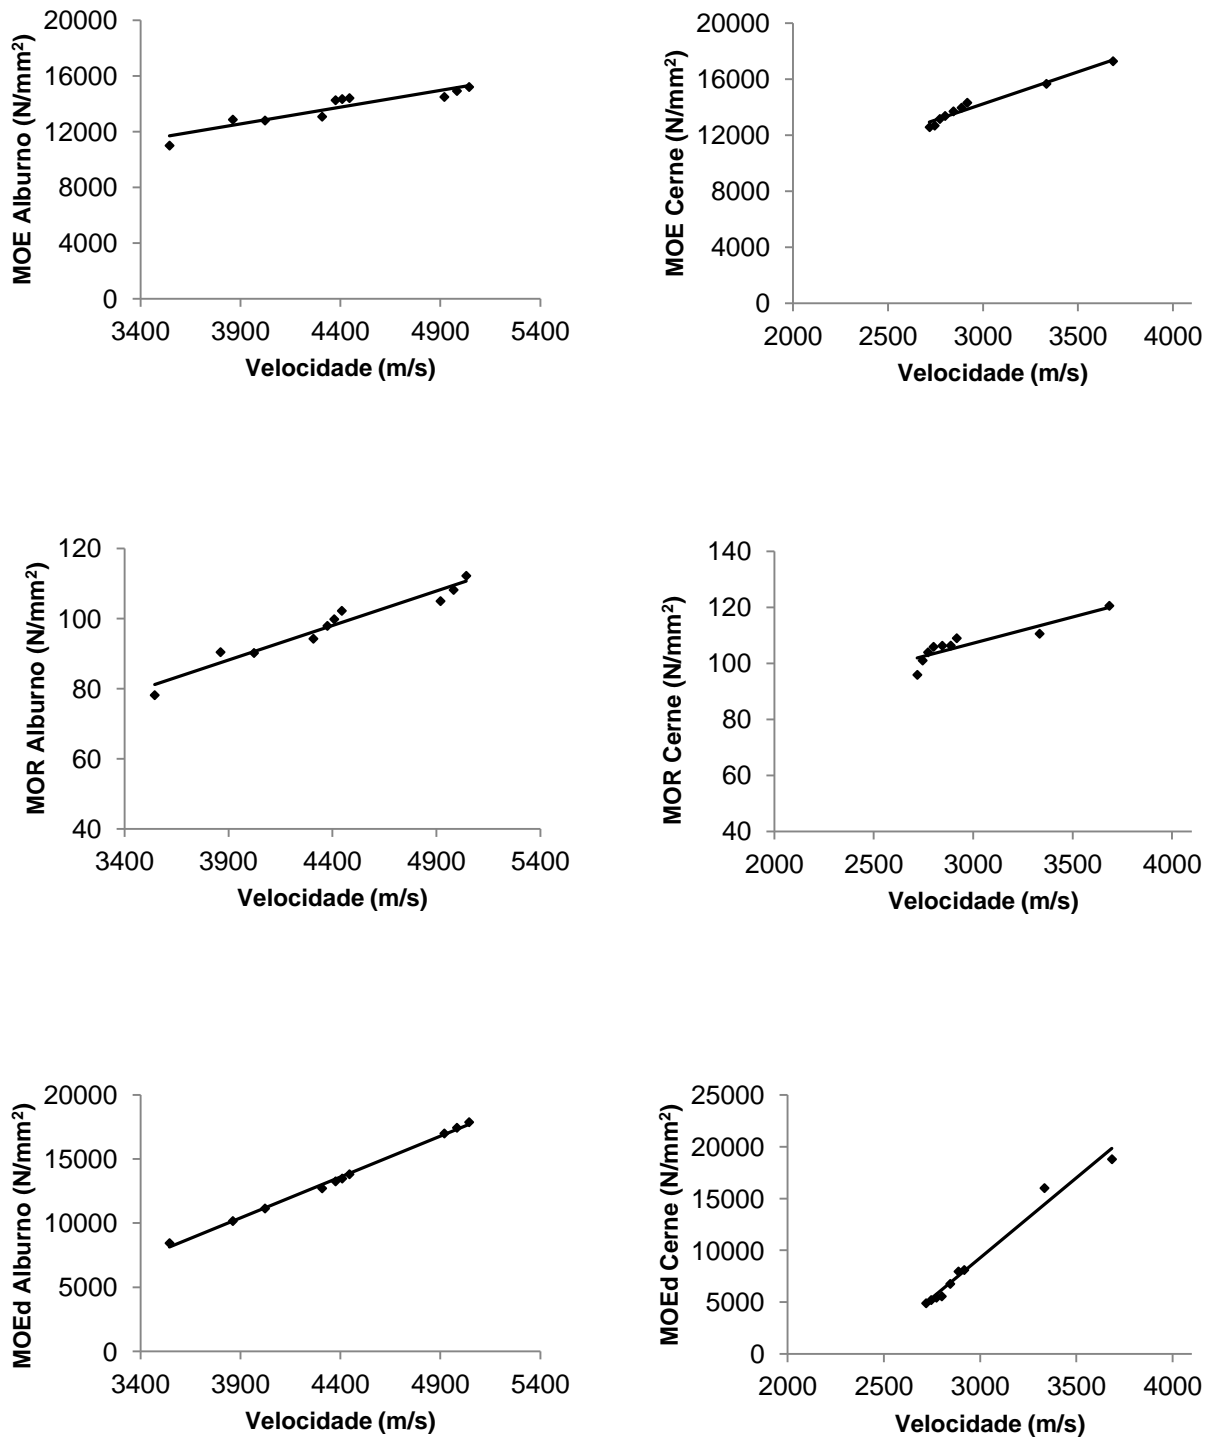 MOE Alburno (N/mm²)
20000
16000
12000
8000
4000
0
3400 3900 4400 4900 5400
Velocidade (m/s)
MOE Cerne (N/mm²)
20000
16000
12000
8000
4000
0
2000 2500 3000 3500 4000
Velocidade (m/s)
MOR Alburno (N/mm²)
120
100
80
60
40
3400 3900 4400 4900 5400
Velocidade (m/s)
MOR Cerne (N/mm²)
140
120
100
80
60
40
2000 2500 3000 3500 4000
Velocidade (m/s)
MOEd Alburno (N/mm²)
20000
15000
10000
5000
0
3400 3900 4400 4900 5400
Velocidade (m/s)
MOEd Cerne (N/mm²)
25000
20000
15000
10000
5000
0
2000 2500 3000 3500 4000
Velocidade (m/s)